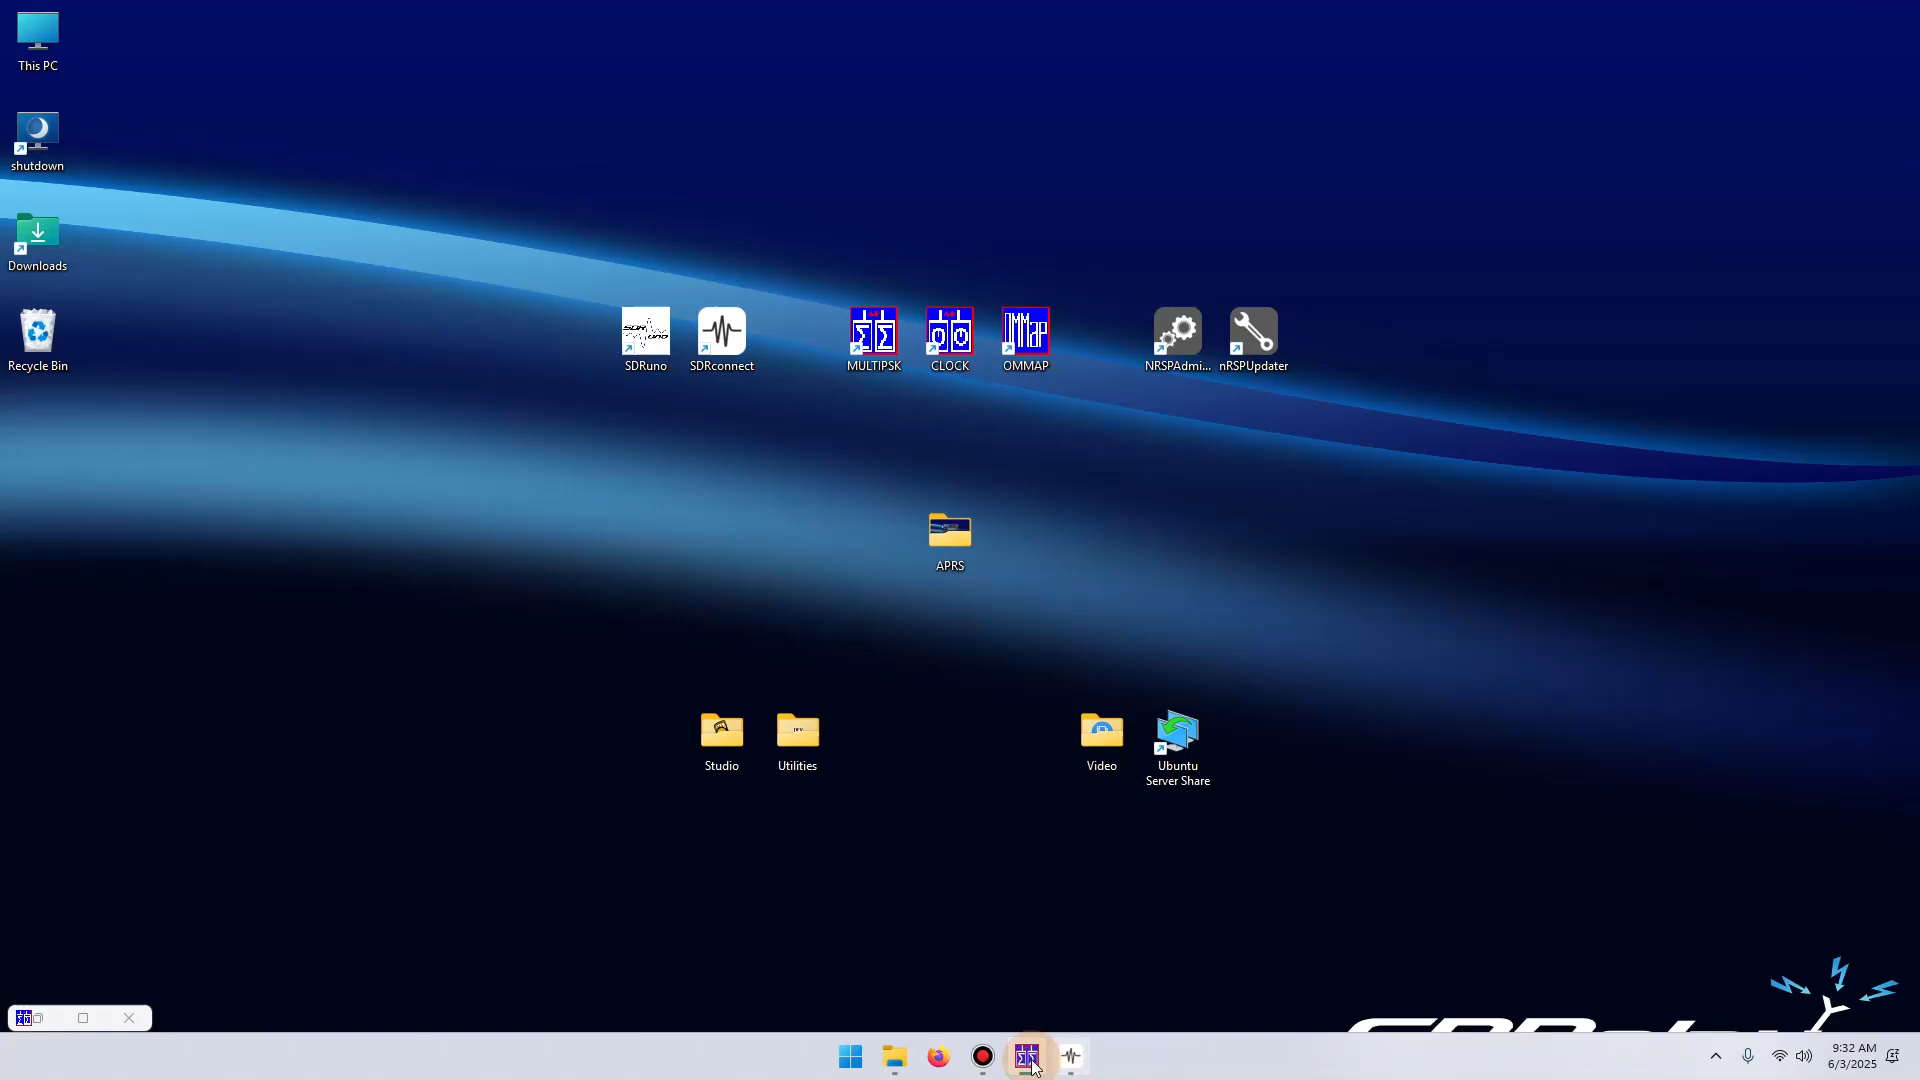 This PC
shutdown
Downloads
Recycle Bin
SDRuno
SDRconnect
MULTIPSK
CLOCK
OMMAP
NRSPAdmi...
nRSPUpdater
APRS
Studio
Utilities
Video
Ubuntu
Server Share
9:32 AM
6/3/2025